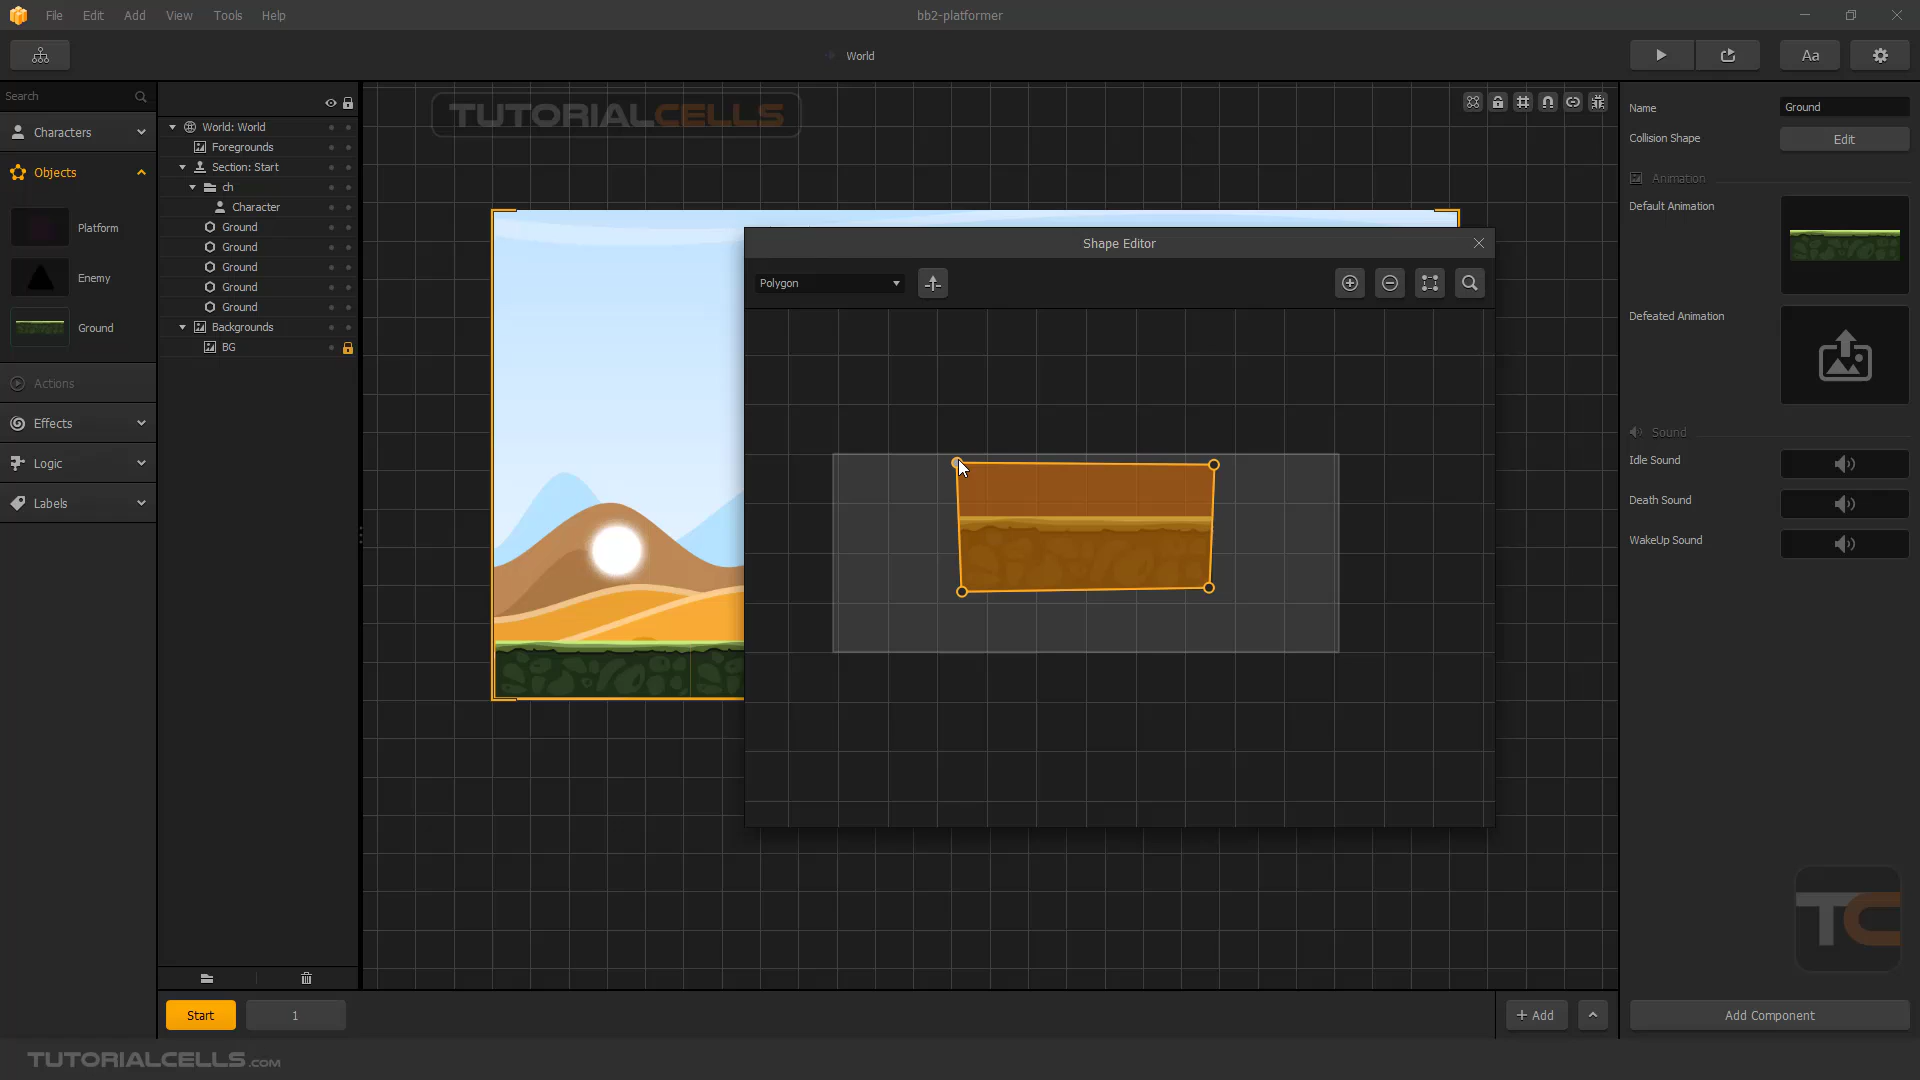 File Edit Add View Tools Help
bb2-platformer
World
Aa
Search
Characters
Objects
Platform
Enemy
Ground
Actions
Effects
Logic
Labels
World: World
Foregrounds
Section: Start
ch
Character
Ground
Ground
Ground
Ground
Ground
Backgrounds
BG
TUTORIALCELLS
Shape Editor
Polygon
Name
Ground
Collision Shape
Edit
Animation
Default Animation
Defeated Animation
Sound
Idle Sound
Death Sound
WakeUp Sound
TC
Start
1
+ Add
Add Component
TUTORIALCELLS.COM